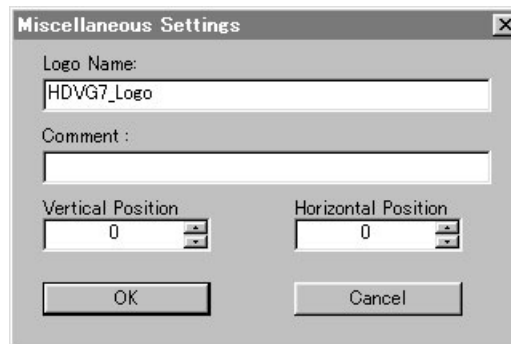 Miscellaneous Settings
Logo Name:
HDVG7_Logo
Comment :
Vertical Position Horizontal Position
0 0
OK Cancel